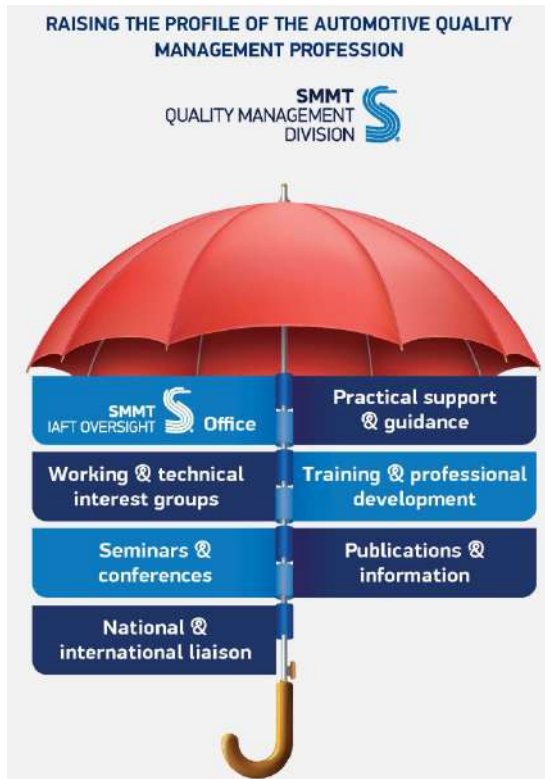 RAISING THE PROFILE OF THE AUTOMOTIVE QUALITY
MANAGEMENT PROFESSION
SMMT
QUALITY MANAGEMENT
DIVISION
SMMT
IAFT OVERSIGHT Office
Practical support
& guidance
Working & technical
interest groups
Training & professional
development
Seminars &
conferences
Publications &
information
National &
international liaison